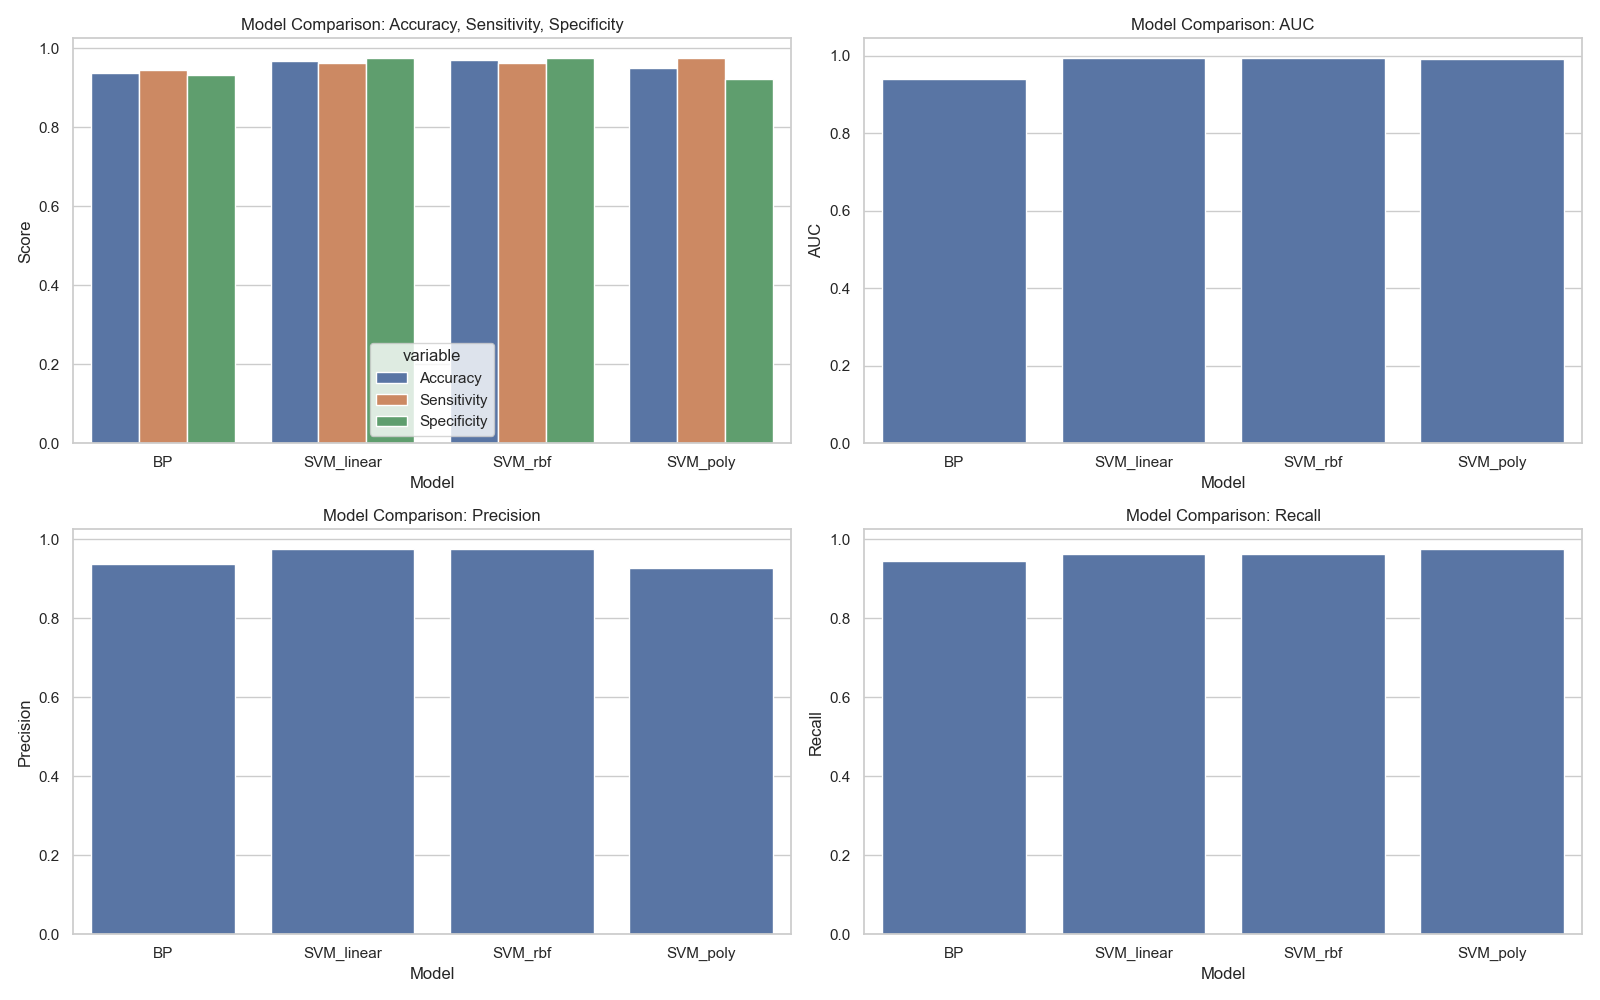 Model Comparison: Accuracy, Sensitivity, Specificity
1.0
0.8
0.6
0.4
0.2
0.0
Score
variable
Accuracy
Sensitivity
Specificity
BP SVM_linear SVM_rbf SVM_poly
Model
Model Comparison: AUC
1.0
0.8
0.6
0.4
0.2
0.0
AUC
BP SVM_linear SVM_rbf SVM_poly
Model
Model Comparison: Precision
1.0
0.8
0.6
0.4
0.2
0.0
Precision
BP SVM_linear SVM_rbf SVM_poly
Model
Model Comparison: Recall
1.0
0.8
0.6
0.4
0.2
0.0
Recall
BP SVM_linear SVM_rbf SVM_poly
Model